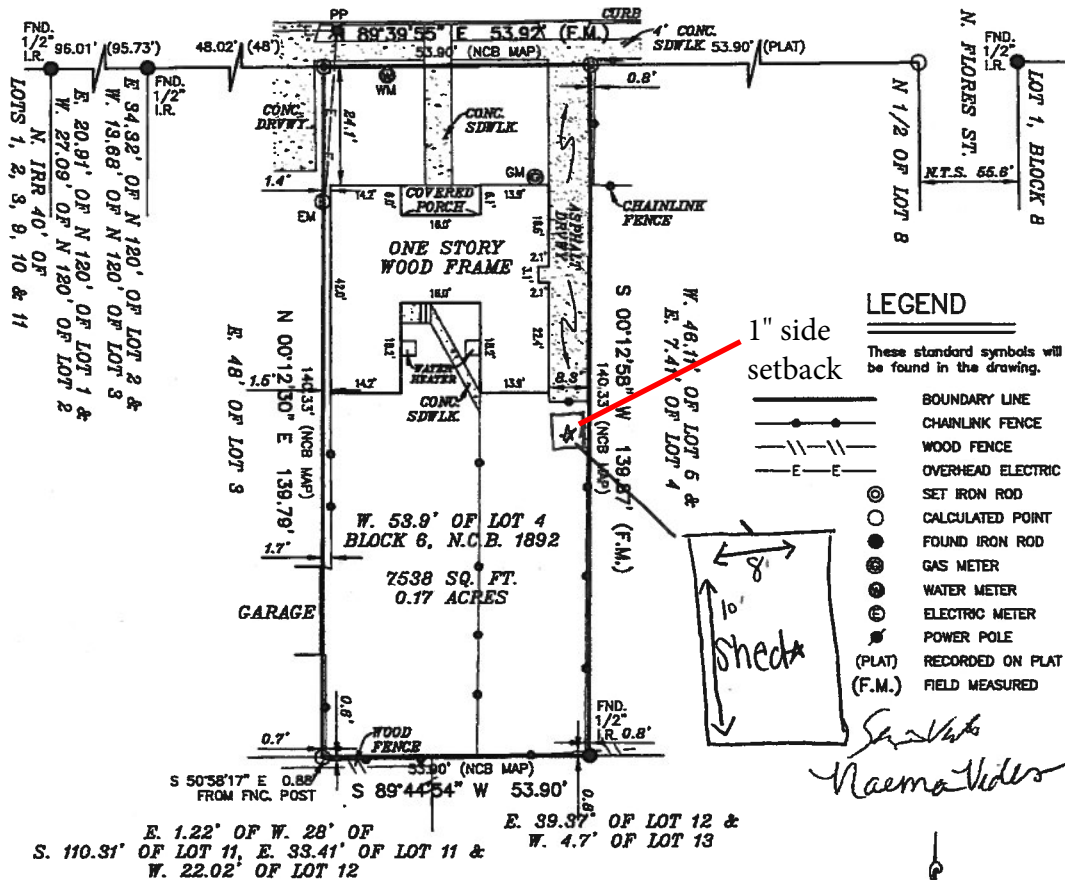 CURB
PP
N 89°39'55" E 53.92' (F.M.)
53.90' (NCB MAP)
4' CONC.
SDWLK
53.90' (PLAT)
FND.
1/2"
I.R.
96.01' (95.73')
48.02' (48')
FND.
1/2"
I.R.
FND.
1/2"
I.R.
0.8'
WM
CONC.
DRVWY
24.1'
E
CONC.
SDWLK
GM
1.4'
EM
14.2'
6.0'
COVERED
PORCH
6.1'
13.9'
16.0'
CHAINLINK
FENCE
ASPHALT
DRVWY
N 1/2 OF LOT 8
N. FLORES ST.
N.T.S. 55.6'
LOT 1, BLOCK 8
LOTS 1, 2, 3, 9, 10 & 11
N. IRR 40' OF
W. 27.09' OF N 120' OF LOT 2
E. 20.91' OF N 120' OF LOT 1 &
W. 13.68' OF N 120' OF LOT 3
E 34.32' OF N 120' OF LOT 2 &
ONE STORY
WOOD FRAME
42.0'
2.1'
3.1'
2.1'
22.4'
16.0'
18.2'
WATER
HEATER
18.2'
CONC.
SDWLK
14.2'
13.9'
1.5'
E. 48' OF LOT 3
N 00°12'30" E 139.79'
140.33' (NCB MAP)
S 00°12'58" W 139.87' (F.M.)
140.33' (NCB MAP)
W. 46.11' OF LOT 5 &
E. 7.41' OF LOT 4
1" side
setback
LEGEND
These standard symbols will
be found in the drawing.
BOUNDARY LINE
CHAINLINK FENCE
WOOD FENCE
E E OVERHEAD ELECTRIC
SET IRON ROD
CALCULATED POINT
FOUND IRON ROD
GAS METER
WATER METER
ELECTRIC METER
POWER POLE
(PLAT) RECORDED ON PLAT
(F.M.) FIELD MEASURED
W. 53.9' OF LOT 4
BLOCK 6, N.C.B. 1892
7538 SQ. FT.
0.17 ACRES
1.7'
GARAGE
8'
10'
Shed
Naema Vides
0.6'
0.7'
WOOD
FENCE
FND.
1/2"
I.R.
0.8'
0.8'
53.90' (NCB MAP)
S 50°58'17" E 0.88'
FROM FNC. POST
S 89°44'54" W 53.90'
E. 1.22' OF W. 28' OF
S. 110.31' OF LOT 11, E. 33.41' OF LOT 11 &
W. 22.02' OF LOT 12
E. 39.37' OF LOT 12 &
W. 4.7' OF LOT 13